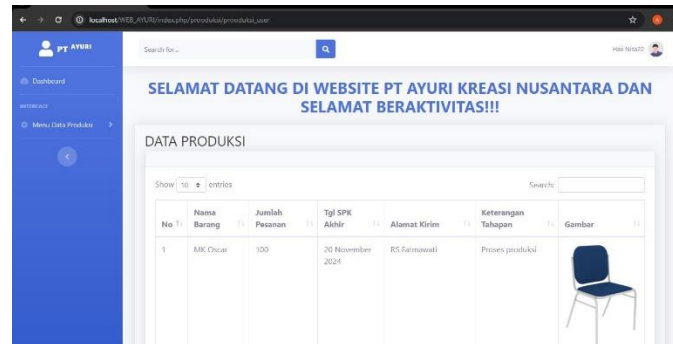 localhost/WEB_AYURI/index.php/prooduksi/prooduksi_user
PT AYURI
Search for...
Dashboard
INTERFACE
Menu Data Produksi
SELAMAT DATANG DI WEBSITE PT AYURI KREASI NUSANTARA DAN
SELAMAT BERAKTIVITAS!!!
DATA PRODUKSI
Show 10 entries
Search:
No
Nama Barang
Jumlah Pesanan
Tgl SPK Akhir
Alamat Kirim
Keterangan Tahapan
Gambar
1
MK Oscar
100
20 November 2024
RS Fatmawati
Proses produksi